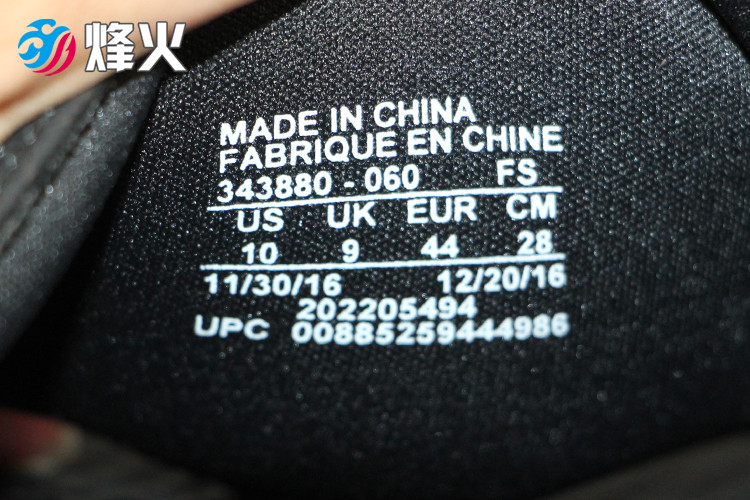 烽火
MADE IN CHINA
FABRIQUE EN CHINE
343880 - 060 FS
US UK EUR CM
10 9 44 28
11/30/16 12/20/16
202205494
UPC 00885259444986